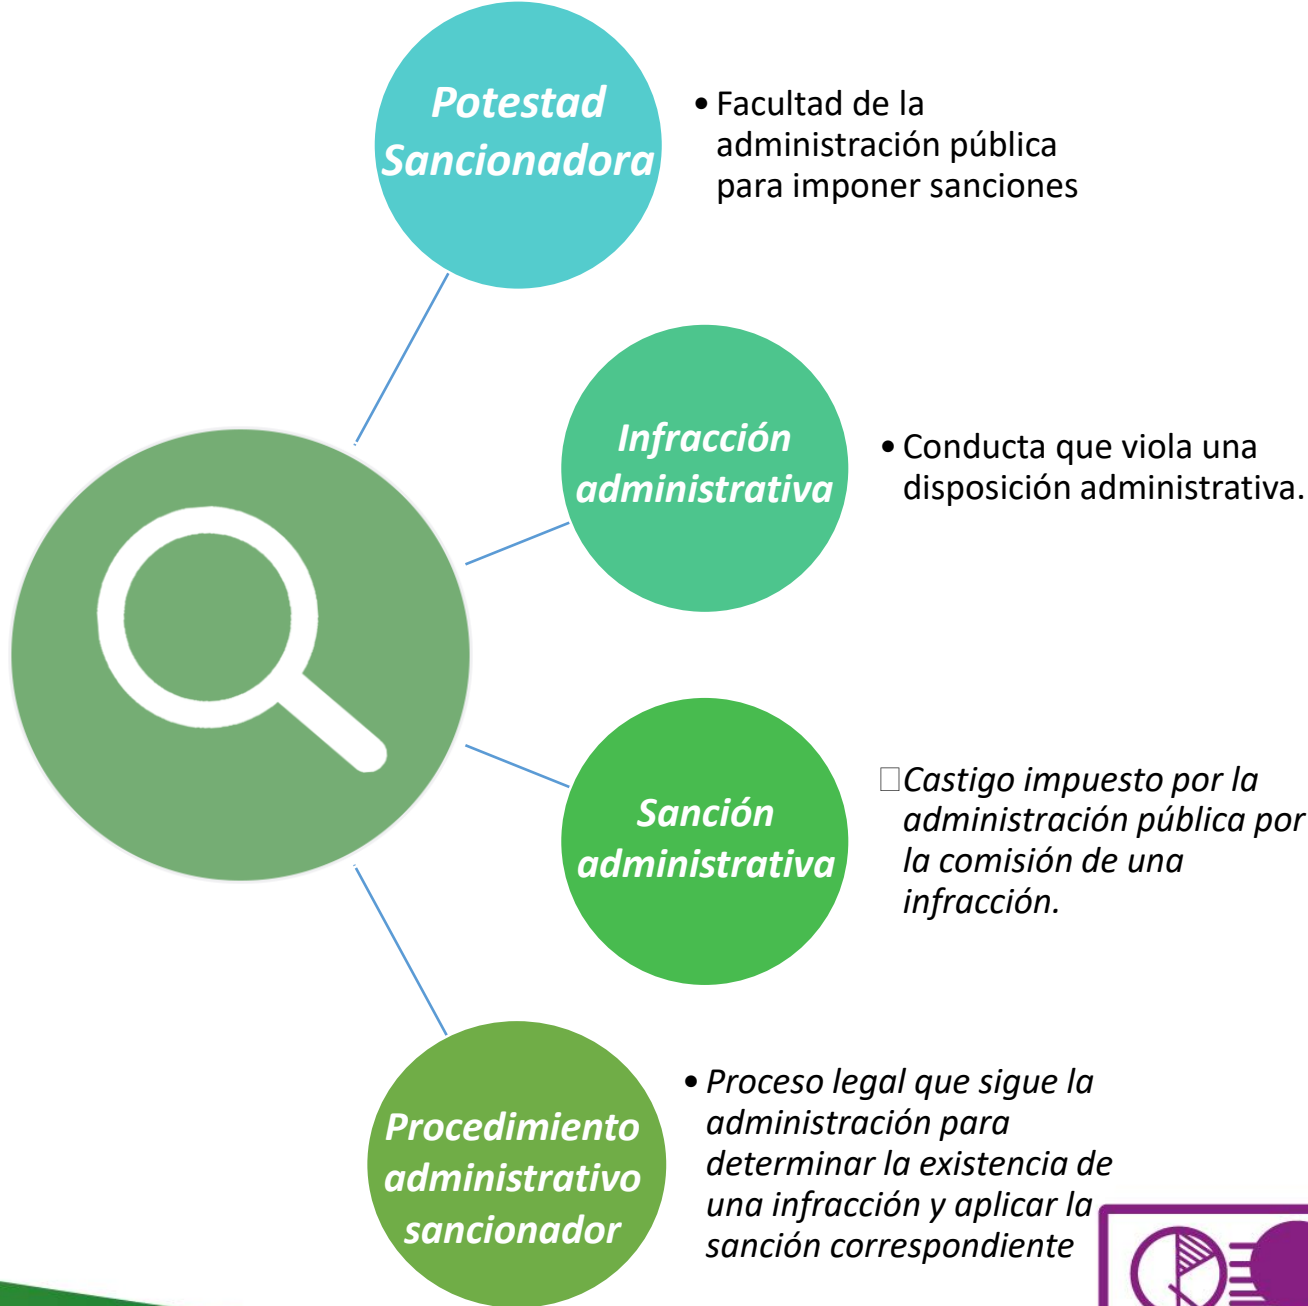 Potestad
Sancionadora
• Facultad de la
administración pública
para imponer sanciones
Infracción
administrativa
• Conducta que viola una
disposición administrativa.
Sanción
administrativa
□Castigo impuesto por la
administración pública por
la comisión de una
infracción.
Procedimiento
administrativo
sancionador
• Proceso legal que sigue la
administración para
determinar la existencia de
una infracción y aplicar la
sanción correspondiente